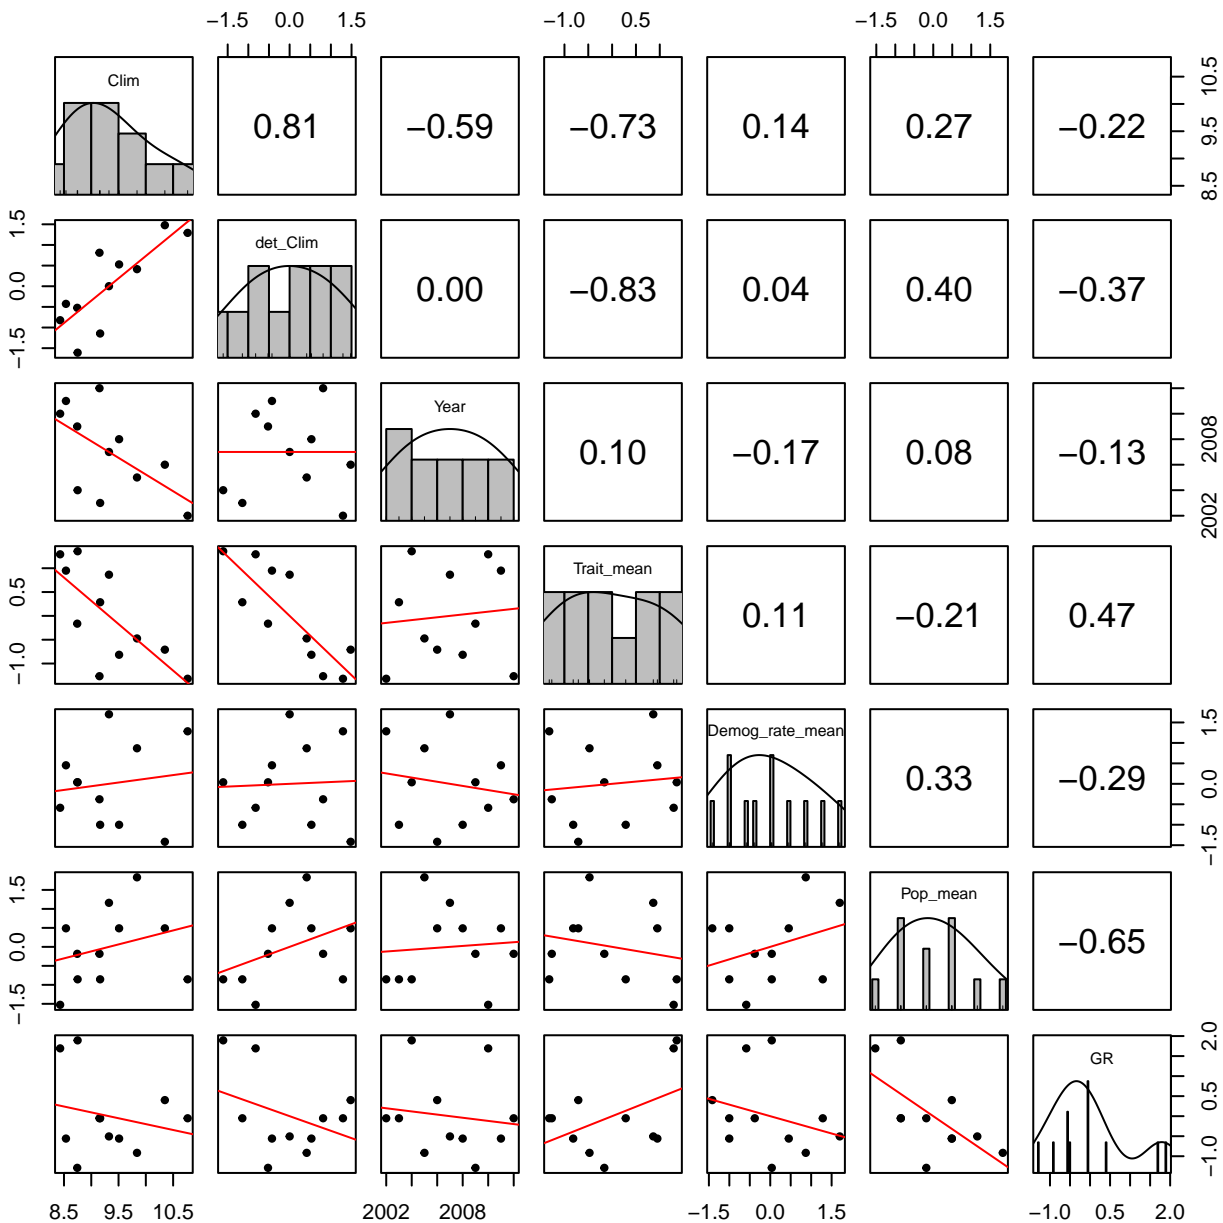 −1.5 0.0 1.5 −1.0 0.5 −1.5 0.0 1.5
Clim 0.81 −0.59 −0.73 0.14 0.27 −0.22 8.5 9.5 10.5
−1.5 0.0 1.5 det_Clim 0.00 −0.83 0.04 0.40 −0.37
Year 0.10 −0.17 0.08 −0.13 2002 2008
−1.0 0.5 Trait_mean 0.11 −0.21 0.47
Demog_rate_mean 0.33 −0.29 −1.5 0.0 1.5
−1.5 0.0 1.5 Pop_mean −0.65
GR −1.0 0.5 2.0
8.5 9.5 10.5 2002 2008 −1.5 0.0 1.5 −1.0 0.5 2.0